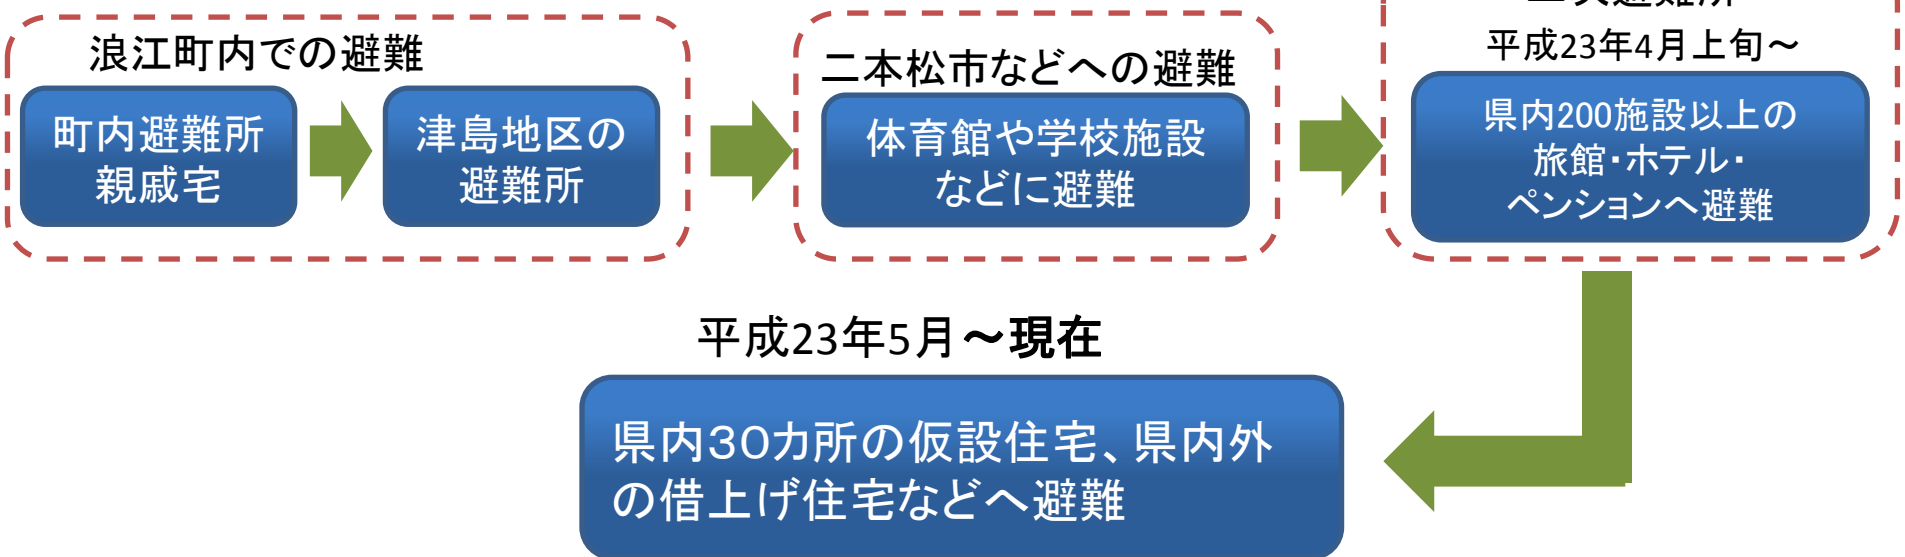 浪江町内での避難
町内避難所
親戚宅
津島地区の
避難所
二本松市などへの避難
体育館や学校施設
などに避難
平成23年4月上旬～
県内200施設以上の
旅館・ホテル・
ペンションへ避難
平成23年5月～現在
県内30カ所の仮設住宅、県内外
の借上げ住宅などへ避難